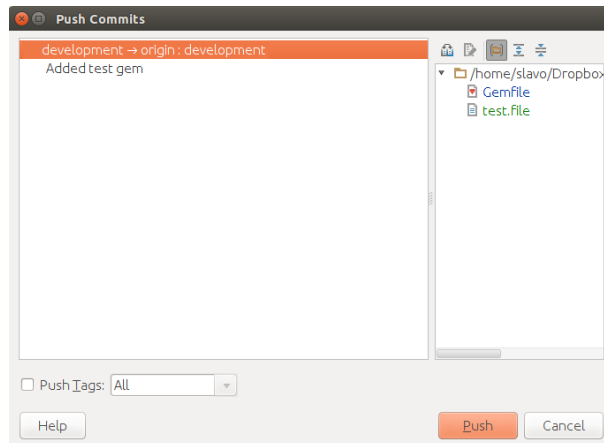 Push Commits
development → origin : development
Added test gem
/home/slavo/Dropbox
Gemfile
test.file
Push Tags: All
Help
Push
Cancel